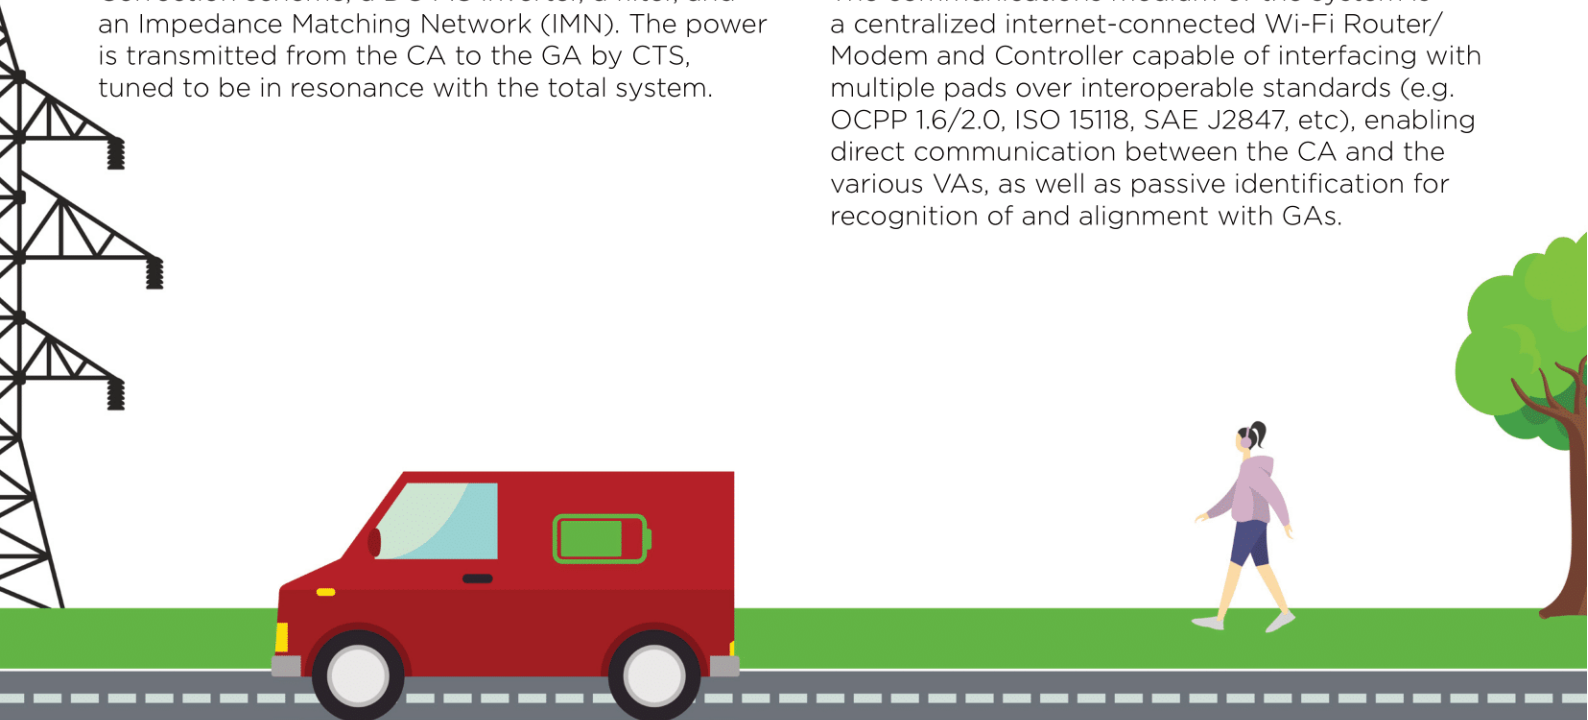 an Impedance Matching Network (IMN). The power
is transmitted from the CA to the GA by CTS,
tuned to be in resonance with the total system.
a centralized internet-connected Wi-Fi Router/
Modem and Controller capable of interfacing with
multiple pads over interoperable standards (e.g.
OCPP 1.6/2.0, ISO 15118, SAE J2847, etc), enabling
direct communication between the CA and the
various VAs, as well as passive identification for
recognition of and alignment with GAs.